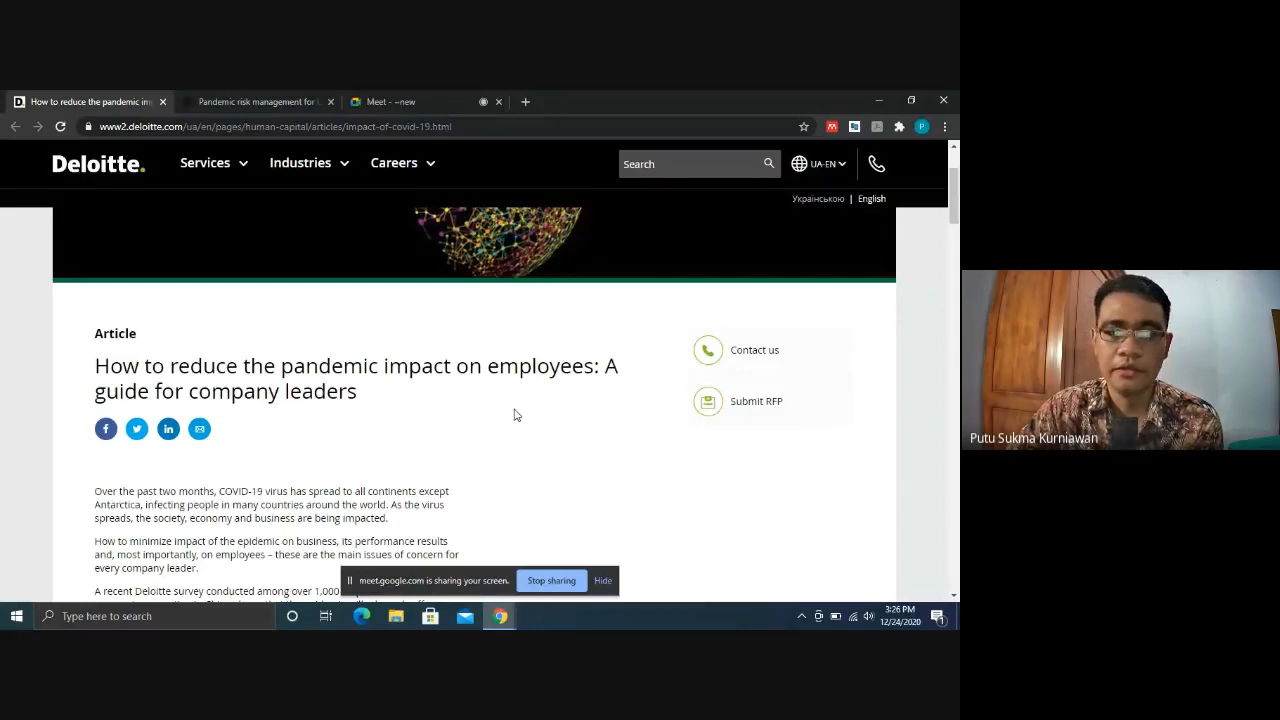 How to reduce the pandemic im
Pandemic risk management for
Meet - ~new
www2.deloitte.com/ua/en/pages/human-capital/articles/impact-of-covid-19.html
P
Deloitte.
Services
Industries
Careers
Search
UA-EN
Українською | English
Article
How to reduce the pandemic impact on employees: A
guide for company leaders
Contact us
Submit RFP
Over the past two months, COVID-19 virus has spread to all continents except
Antarctica, infecting people in many countries around the world. As the virus
spreads, the society, economy and business are being impacted.
How to minimize impact of the epidemic on business, its performance results
and, most importantly, on employees – these are the main issues of concern for
every company leader.
A recent Deloitte survey conducted among over 1,000
meet.google.com is sharing your screen.
Stop sharing
Hide
Putu Sukma Kurniawan
Type here to search
3:26 PM
12/24/2020